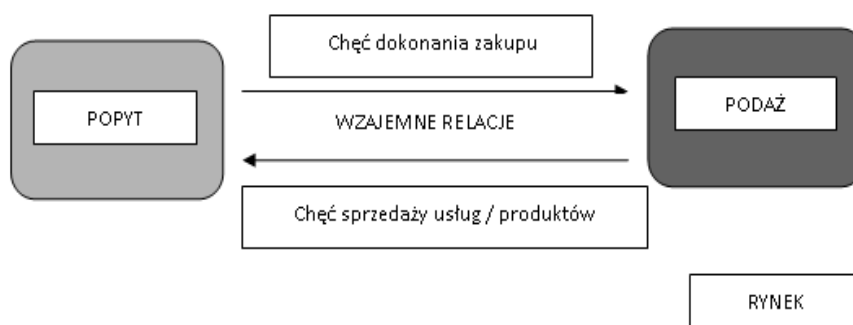 Chęć dokonania zakupu
POPYT
WZAJEMNE RELACJE
PODAŻ
Chęć sprzedaży usług / produktów
RYNEK